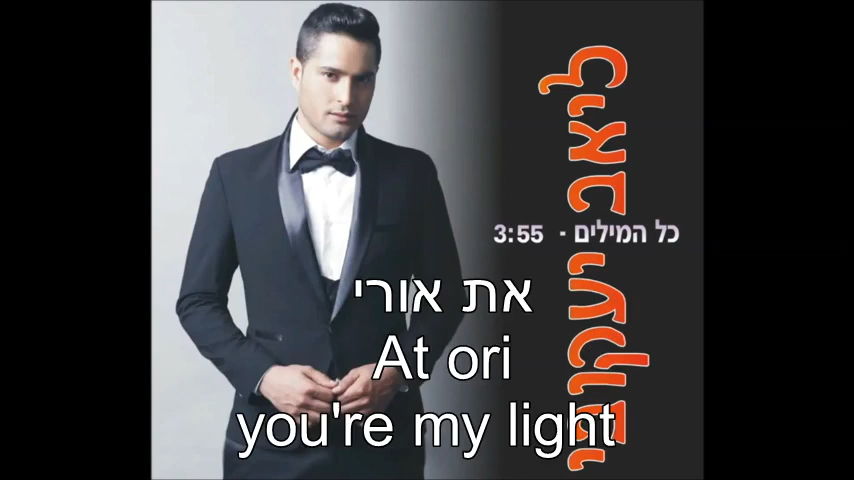 ליאב יעקובי
כל המילים - 3:55
את אורי
At ori
you're my light